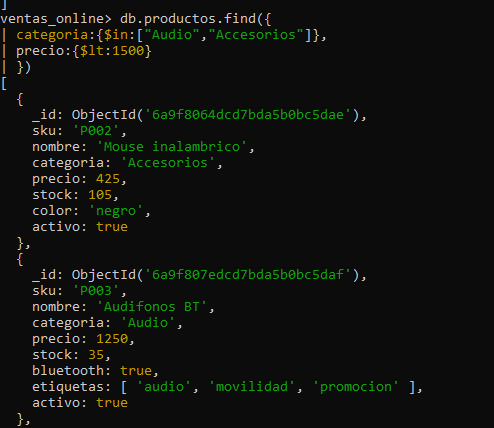 ]
ventas_online> db.productos.find({
| categoria:{$in:["Audio","Accesorios"]},
| precio:{$lt:1500}
| })
[
  {
    _id: ObjectId('6a9f8064dcd7bda5b0bc5dae'),
    sku: 'P002',
    nombre: 'Mouse inalambrico',
    categoria: 'Accesorios',
    precio: 425,
    stock: 105,
    color: 'negro',
    activo: true
  },
  {
    _id: ObjectId('6a9f807edcd7bda5b0bc5daf'),
    sku: 'P003',
    nombre: 'Audifonos BT',
    categoria: 'Audio',
    precio: 1250,
    stock: 35,
    bluetooth: true,
    etiquetas: [ 'audio', 'movilidad', 'promocion' ],
    activo: true
  },